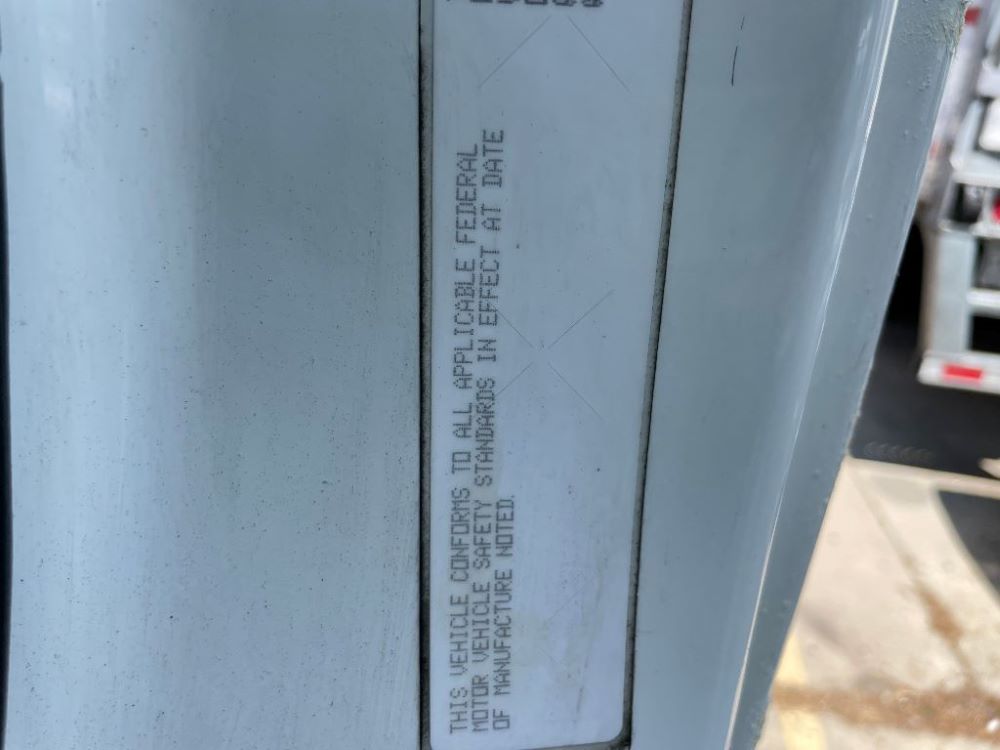 THIS VEHICLE CONFORMS TO ALL APPLICABLE FEDERAL
MOTOR VEHICLE SAFETY STANDARDS IN EFFECT AT DATE
OF MANUFACTURE NOTED.